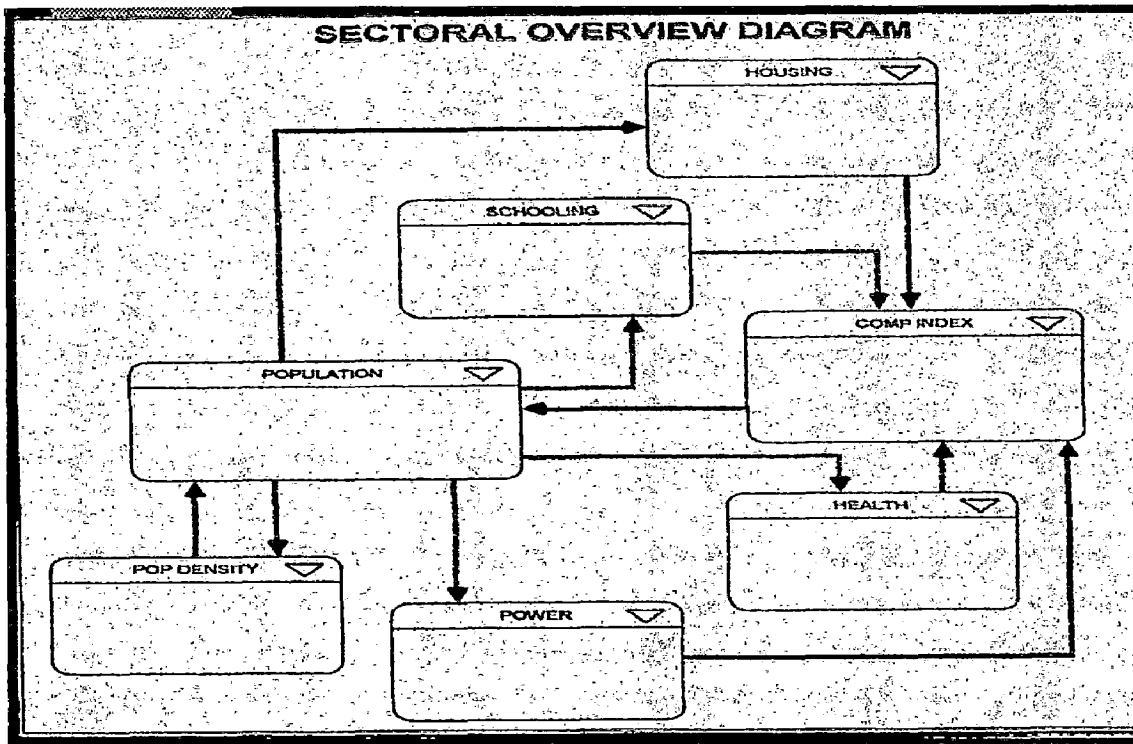 SECTORAL OVERVIEW DIAGRAM
HOUSING
SCHOOLING
COMP INDEX
POPULATION
HEALTH
POP DENSITY
POWER